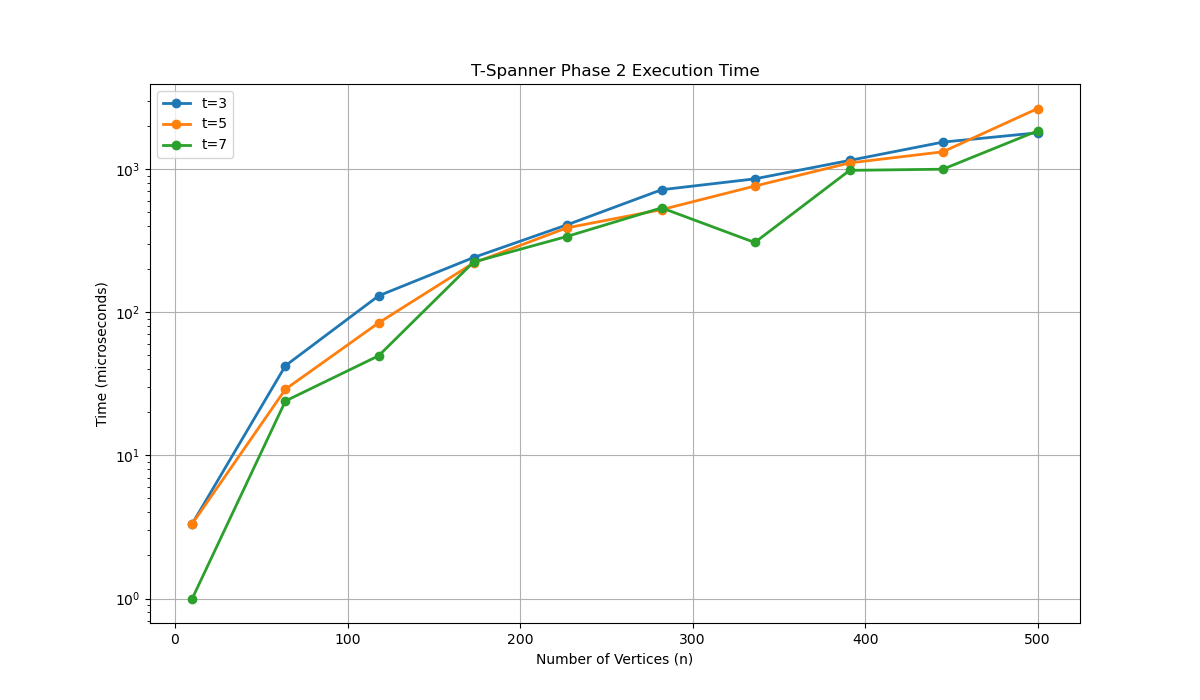 T-Spanner Phase 2 Execution Time
t=3
t=5
t=7
Time (microseconds)
10³
10²
10¹
10⁰
0 100 200 300 400 500
Number of Vertices (n)